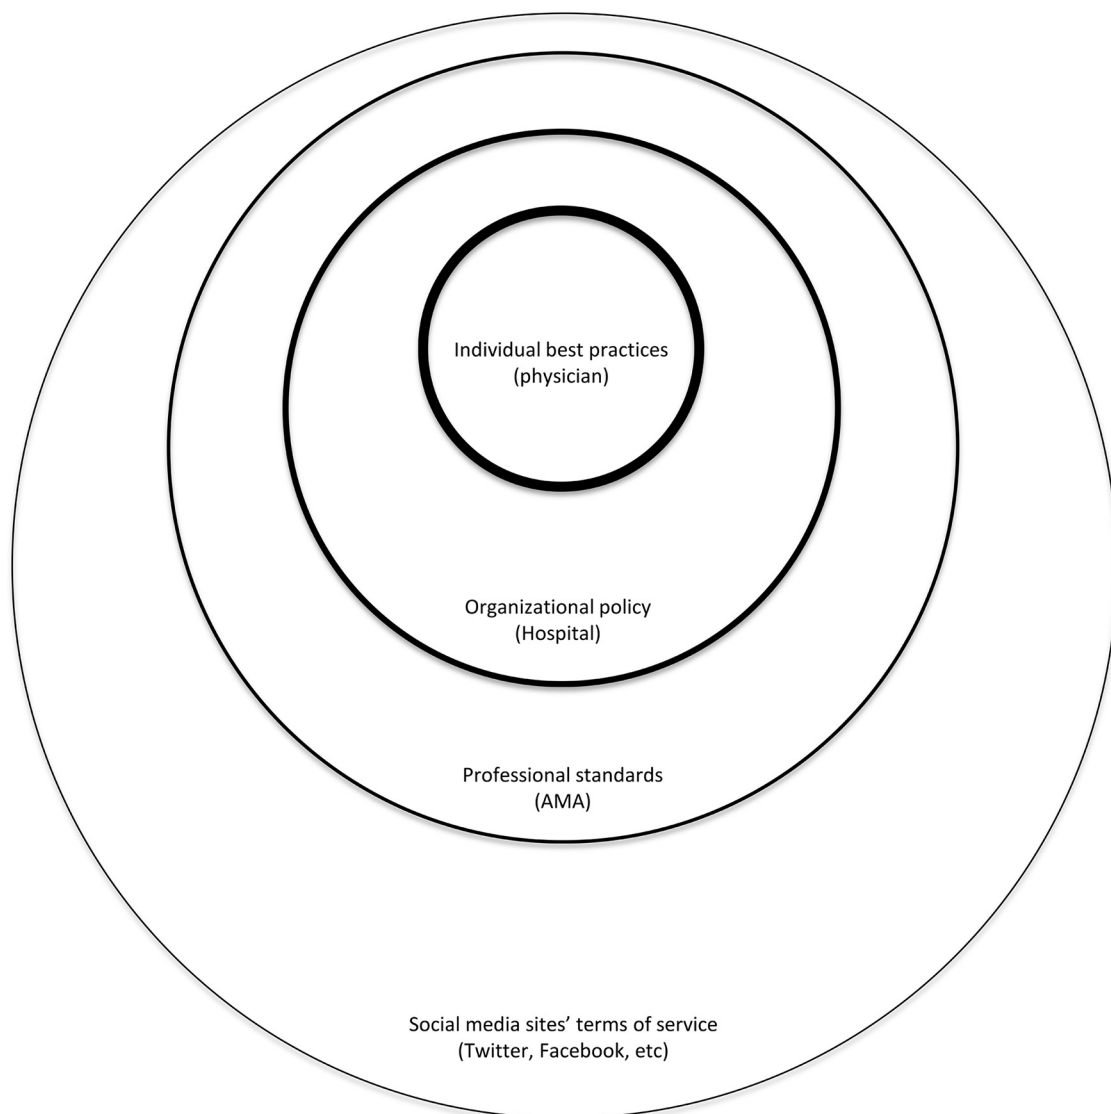 Individual best practices
(physician)
Organizational policy
(Hospital)
Professional standards
(AMA)
Social media sites’ terms of service
(Twitter, Facebook, etc)